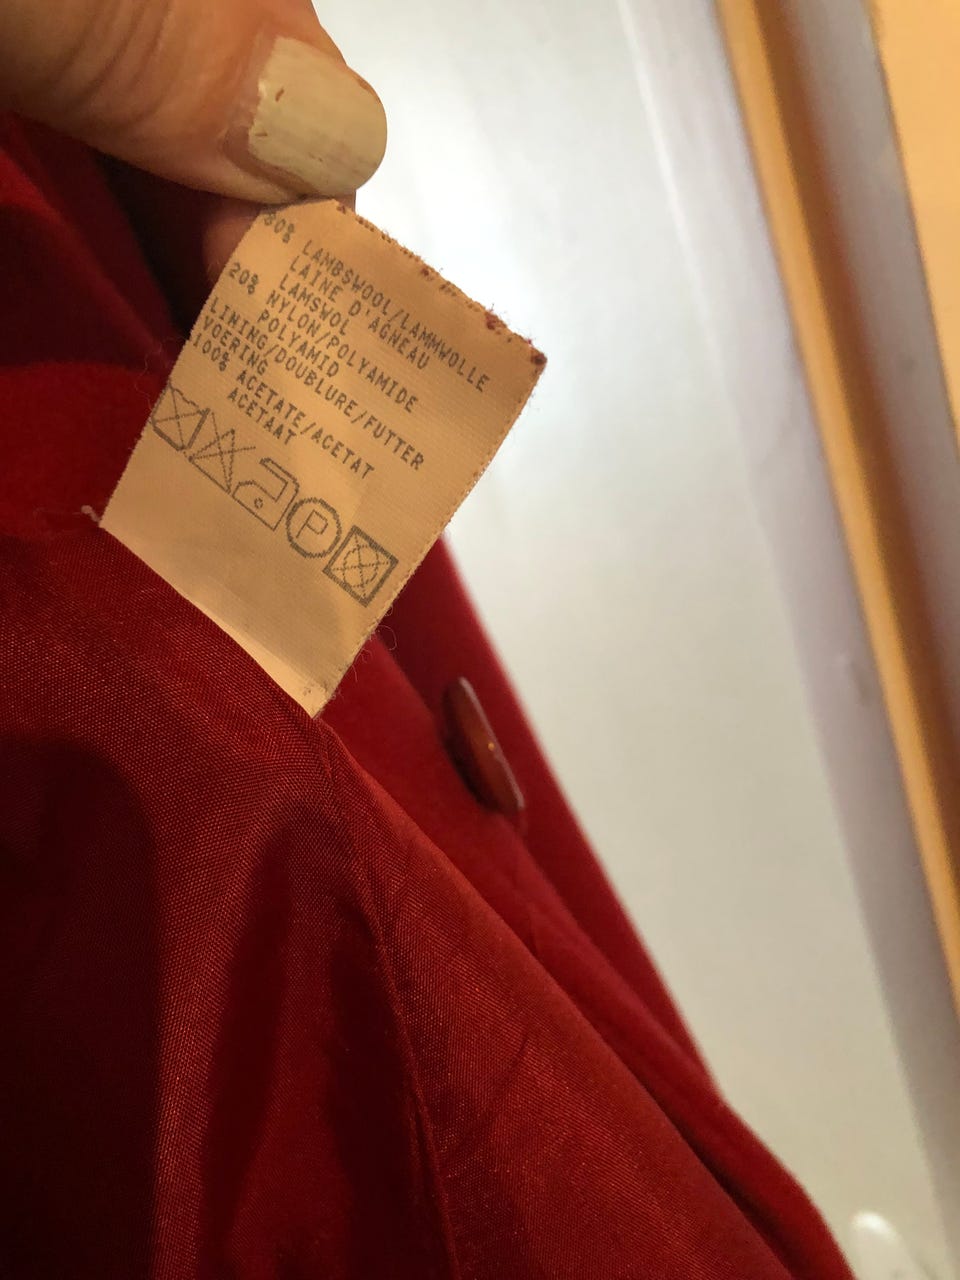 80% LAMBSWOOL/LAMMWOLLE
LAINE D'AGNEAU
LAMSWOL
20% NYLON/POLYAMIDE
POLYAMID
LINING/DOUBLURE/FUTTER
VOERING
100% ACETATE/ACETAT
ACETAAT
P